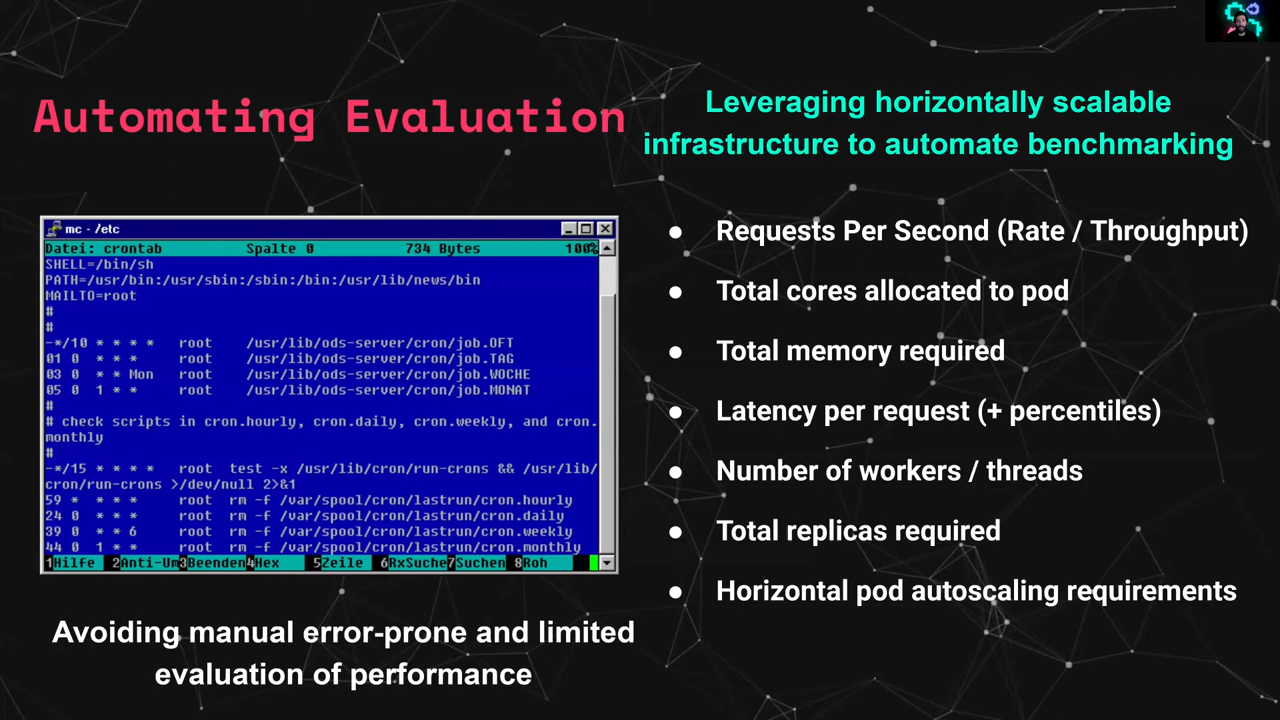 Automating Evaluation
Leveraging horizontally scalable
infrastructure to automate benchmarking
mc - /etc
Datei: crontab Spalte 0 734 Bytes 100%
SHELL=/bin/sh
PATH=/usr/bin:/usr/sbin:/sbin:/bin:/usr/lib/news/bin
MAILTO=root
#
#
-*/10 * * * * root /usr/lib/ods-server/cron/job.OFT
01 0 * * * root /usr/lib/ods-server/cron/job.TAG
03 0 * * Mon root /usr/lib/ods-server/cron/job.WOCHE
05 0 1 * * root /usr/lib/ods-server/cron/job.MONAT
#
# check scripts in cron.hourly, cron.daily, cron.weekly, and cron.
monthly
#
-*/15 * * * * root test -x /usr/lib/cron/run-crons && /usr/lib/
cron/run-crons >/dev/null 2>&1
59 * * * * root rm -f /var/spool/cron/lastrun/cron.hourly
24 0 * * * root rm -f /var/spool/cron/lastrun/cron.daily
39 0 * * 6 root rm -f /var/spool/cron/lastrun/cron.weekly
44 0 1 * * root rm -f /var/spool/cron/lastrun/cron.monthly
1Hilfe 2Anti-Um3Beenden4Hex 5Zeile 6RxSuche7Suchen 8Roh
Avoiding manual error-prone and limited
evaluation of performance
● Requests Per Second (Rate / Throughput)
● Total cores allocated to pod
● Total memory required
● Latency per request (+ percentiles)
● Number of workers / threads
● Total replicas required
● Horizontal pod autoscaling requirements